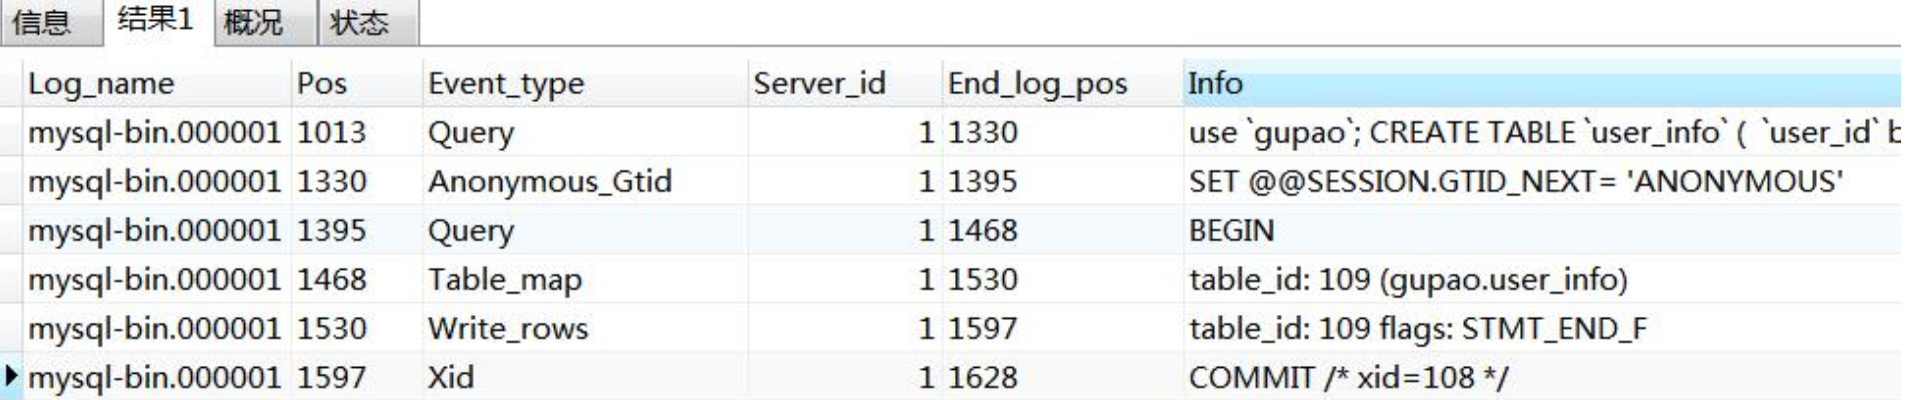 信息 结果1 概况 状态
Log_name Pos Event_type Server_id End_log_pos Info
mysql-bin.000001 1013 Query 1 1330 use `gupao`; CREATE TABLE `user_info` ( `user_id` b
mysql-bin.000001 1330 Anonymous_Gtid 1 1395 SET @@SESSION.GTID_NEXT= 'ANONYMOUS'
mysql-bin.000001 1395 Query 1 1468 BEGIN
mysql-bin.000001 1468 Table_map 1 1530 table_id: 109 (gupao.user_info)
mysql-bin.000001 1530 Write_rows 1 1597 table_id: 109 flags: STMT_END_F
mysql-bin.000001 1597 Xid 1 1628 COMMIT /* xid=108 */